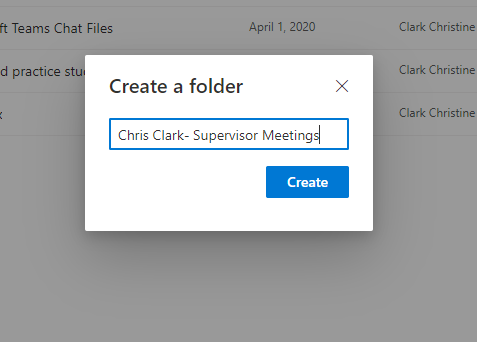 ft Teams Chat Files April 1, 2020 Clark Christine
Create a folder
d practice stu Clark Christine
Chris Clark- Supervisor Meetings
Clark Christine
Create